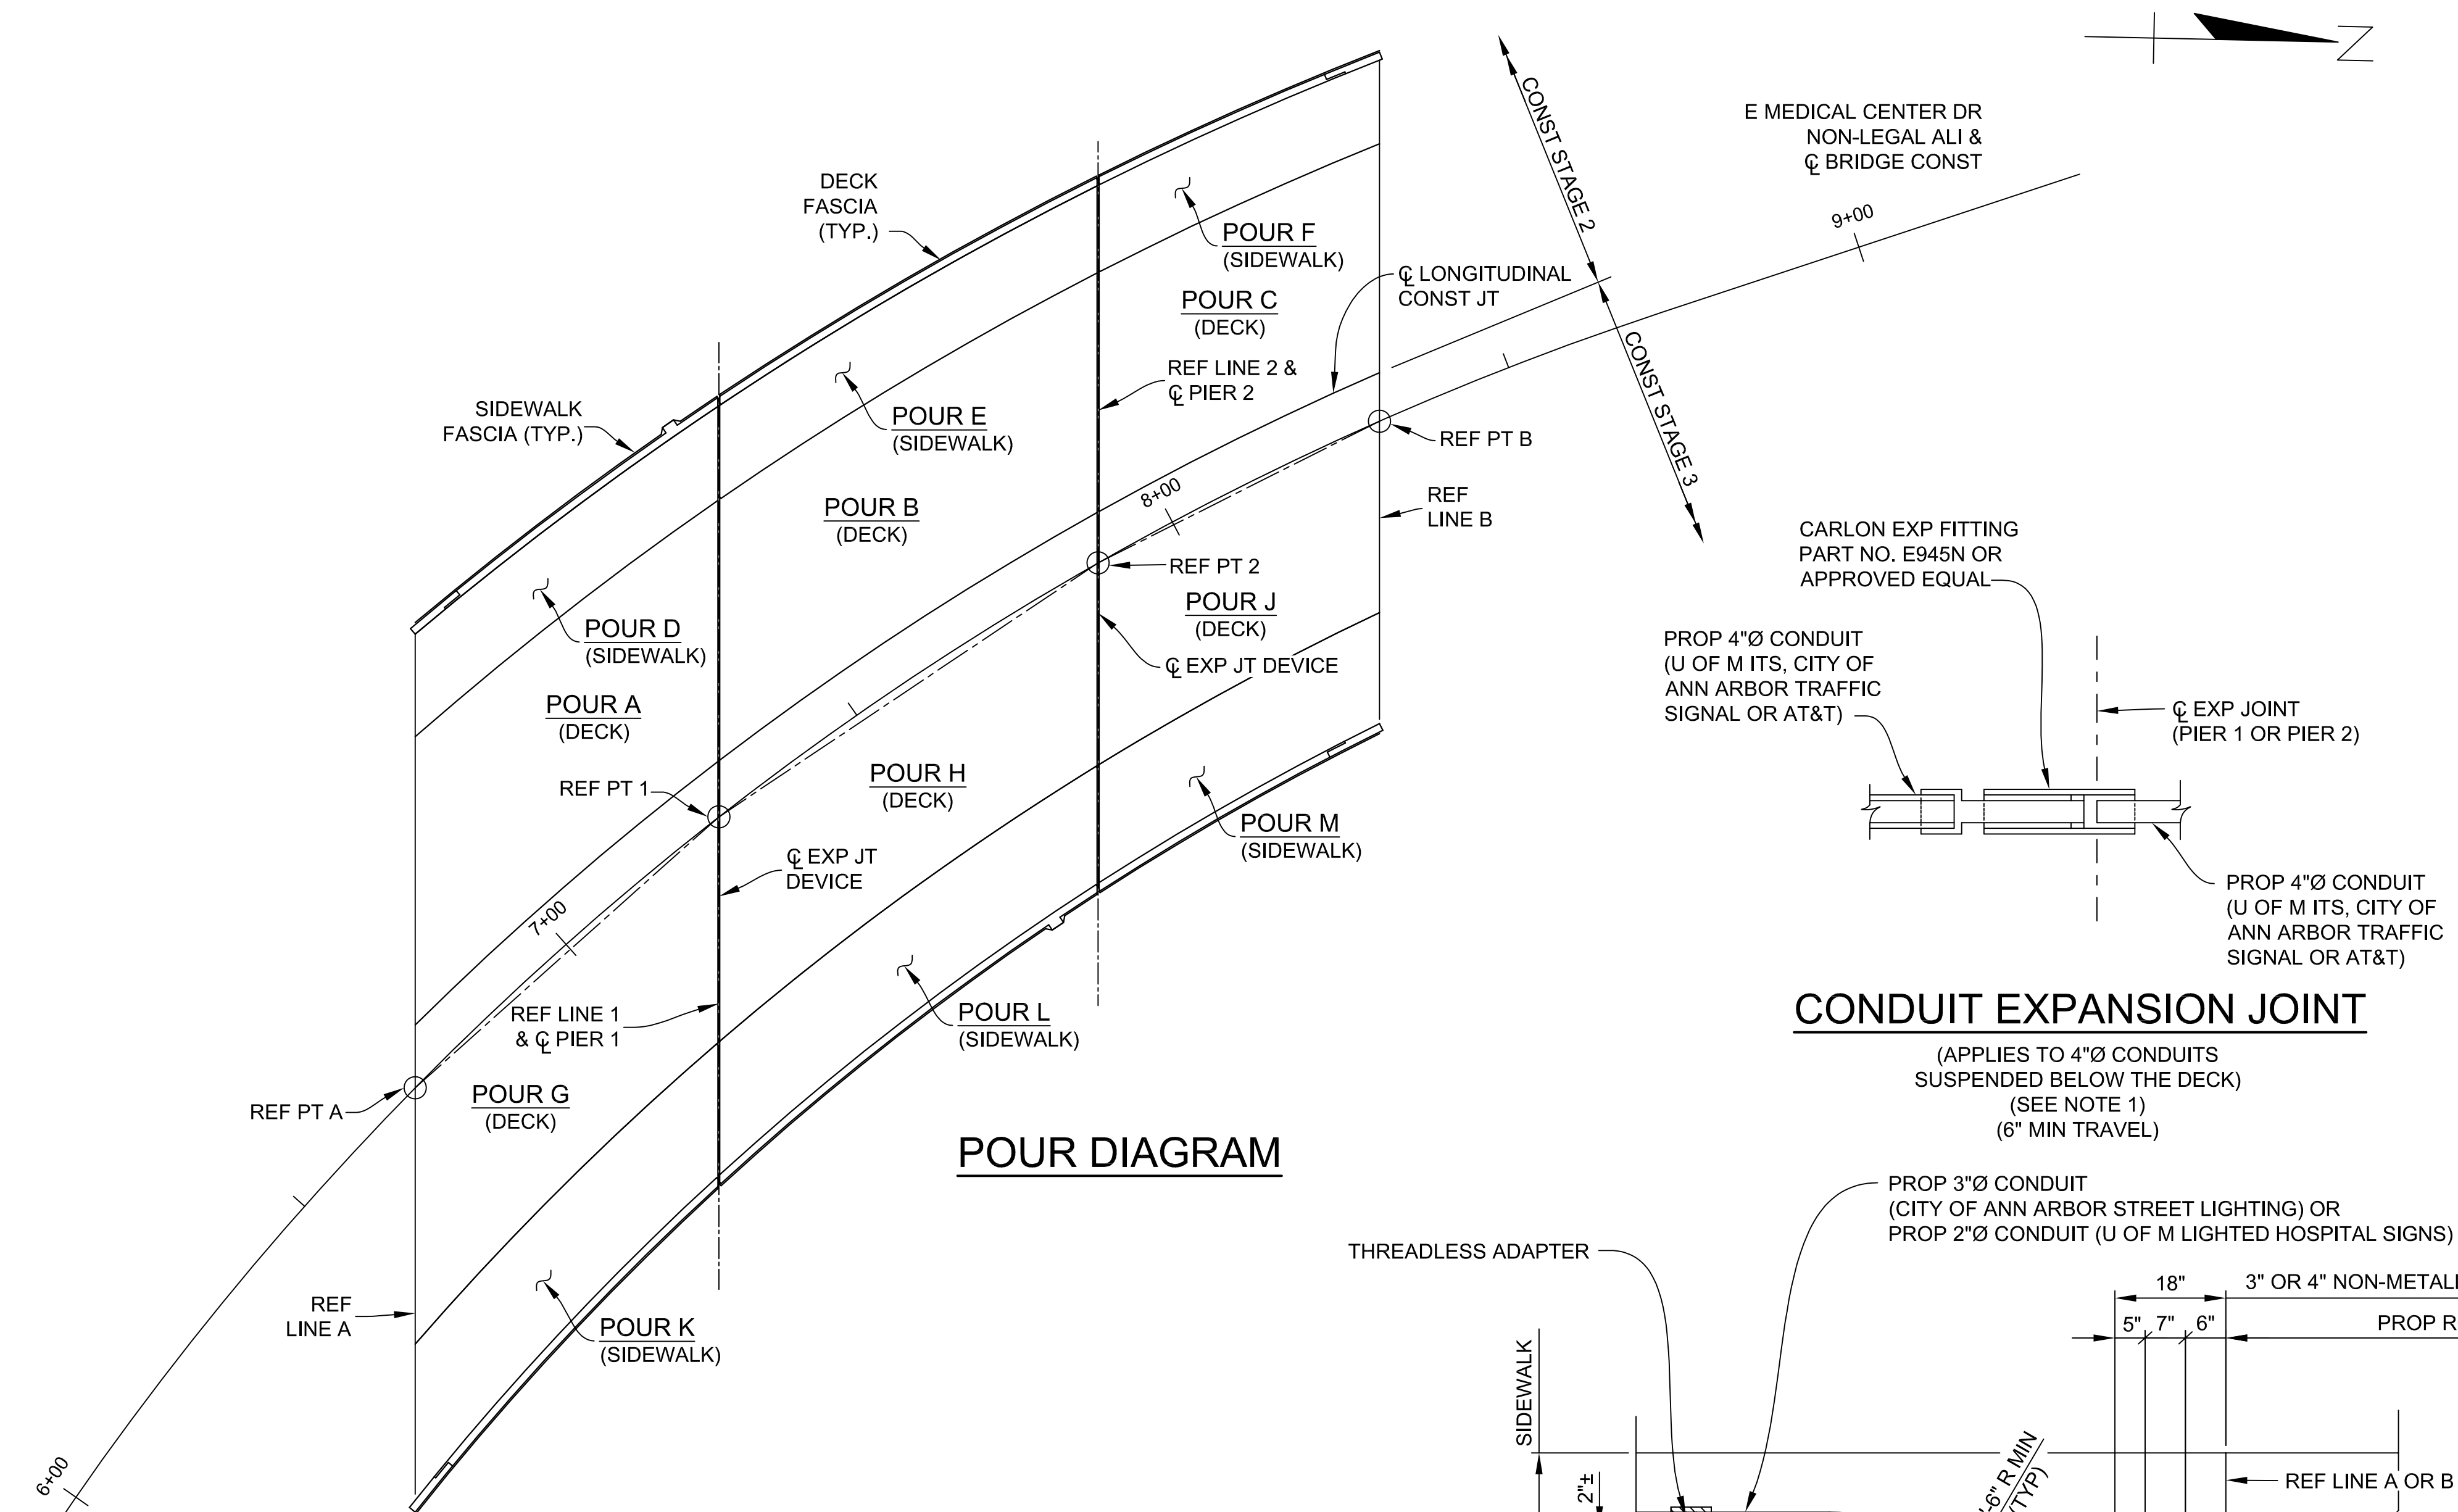 N
E MEDICAL CENTER DR
NON-LEGAL ALI &
℄ BRIDGE CONST
CONST STAGE 2
CONST STAGE 3
9+00
DECK
FASCIA
(TYP.)
POUR F
(SIDEWALK)
℄ LONGITUDINAL
CONST JT
POUR C
(DECK)
REF LINE 2 &
℄ PIER 2
SIDEWALK
FASCIA (TYP.)
POUR E
(SIDEWALK)
REF PT B
POUR B
(DECK)
8+00
REF
LINE B
REF PT 2
POUR J
(DECK)
POUR D
(SIDEWALK)
℄ EXP JT DEVICE
POUR A
(DECK)
REF PT 1
POUR H
(DECK)
POUR M
(SIDEWALK)
℄ EXP JT
DEVICE
7+00
REF LINE 1
& ℄ PIER 1
POUR L
(SIDEWALK)
REF PT A
POUR G
(DECK)
POUR DIAGRAM
REF
LINE A
POUR K
(SIDEWALK)
6+00
CARLON EXP FITTING
PART NO. E945N OR
APPROVED EQUAL
PROP 4"Ø CONDUIT
(U OF M ITS, CITY OF
ANN ARBOR TRAFFIC
SIGNAL OR AT&T)
℄ EXP JOINT
(PIER 1 OR PIER 2)
PROP 4"Ø CONDUIT
(U OF M ITS, CITY OF
ANN ARBOR TRAFFIC
SIGNAL OR AT&T)
CONDUIT EXPANSION JOINT
(APPLIES TO 4"Ø CONDUITS
SUSPENDED BELOW THE DECK)
(SEE NOTE 1)
(6" MIN TRAVEL)
PROP 3"Ø CONDUIT
(CITY OF ANN ARBOR STREET LIGHTING) OR
PROP 2"Ø CONDUIT (U OF M LIGHTED HOSPITAL SIGNS)
THREADLESS ADAPTER
18"
3" OR 4"
5" 7" 6"
PROP
SIDEWALK
2"±
R MIN
(TYP)
REF LINE A OR B